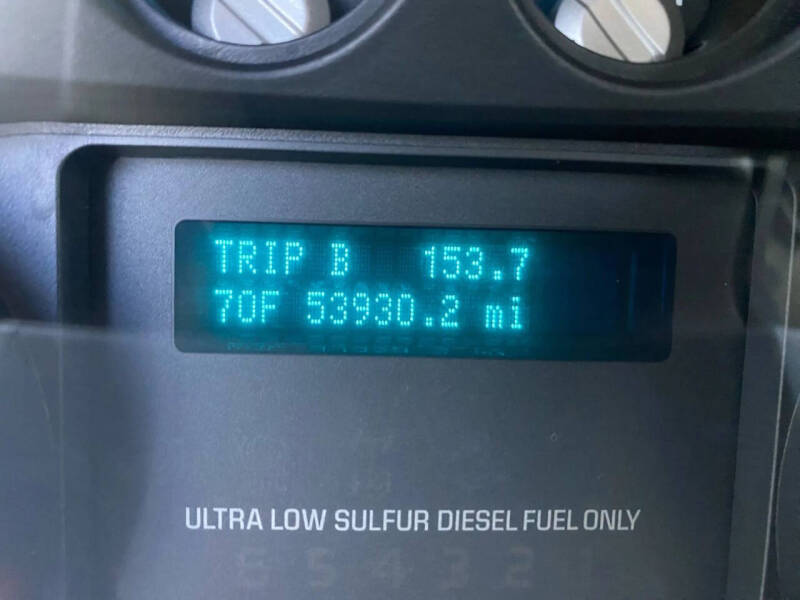 TRIP B 153.7
70F 53930.2 mi
ULTRA LOW SULFUR DIESEL FUEL ONLY